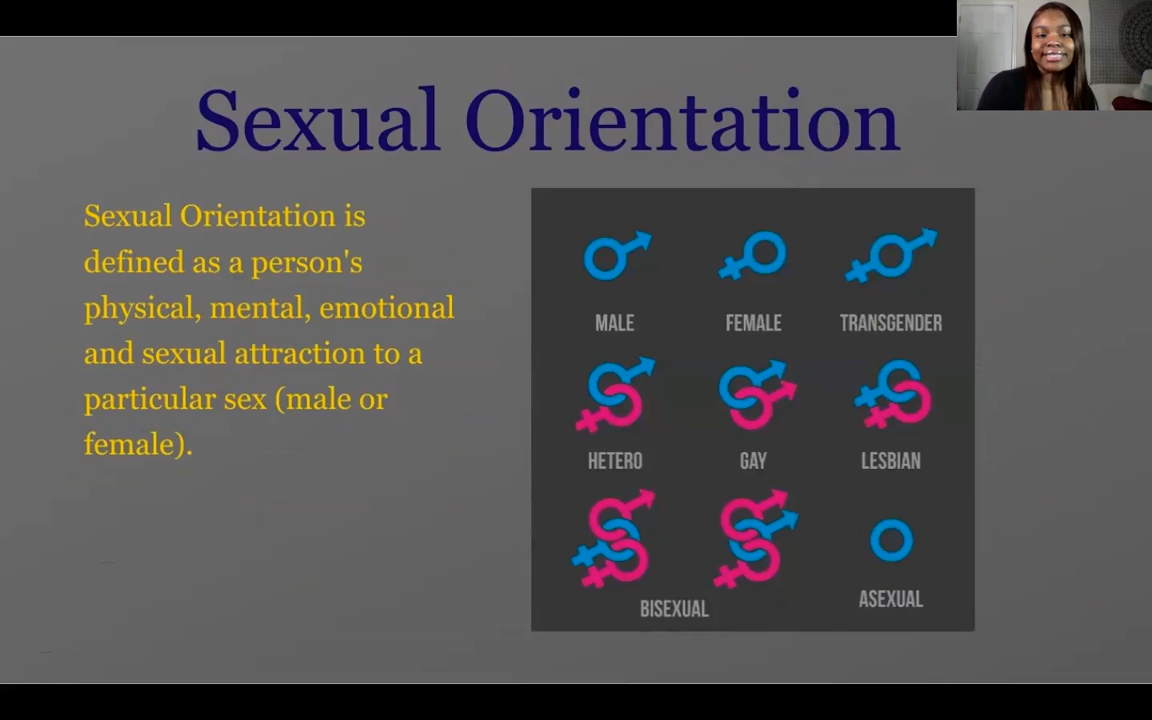 Sexual Orientation
Sexual Orientation is
defined as a person's
physical, mental, emotional
and sexual attraction to a
particular sex (male or
female).
MALE FEMALE TRANSGENDER
HETERO GAY LESBIAN
BISEXUAL ASEXUAL